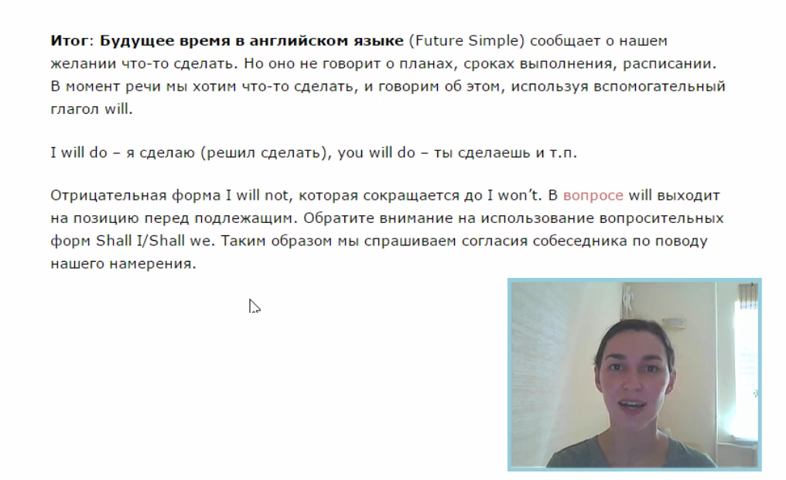 Итог: Будущее время в английском языке (Future Simple) сообщает о нашем
желании что-то сделать. Но оно не говорит о планах, сроках выполнения, расписании.
В момент речи мы хотим что-то сделать, и говорим об этом, используя вспомогательный
глагол will.
I will do – я сделаю (решил сделать), you will do – ты сделаешь и т.п.
Отрицательная форма I will not, которая сокращается до I won’t. В вопросе will выходит
на позицию перед подлежащим. Обратите внимание на использование вопросительных
форм Shall I/Shall we. Таким образом мы спрашиваем согласия собеседника по поводу
нашего намерения.